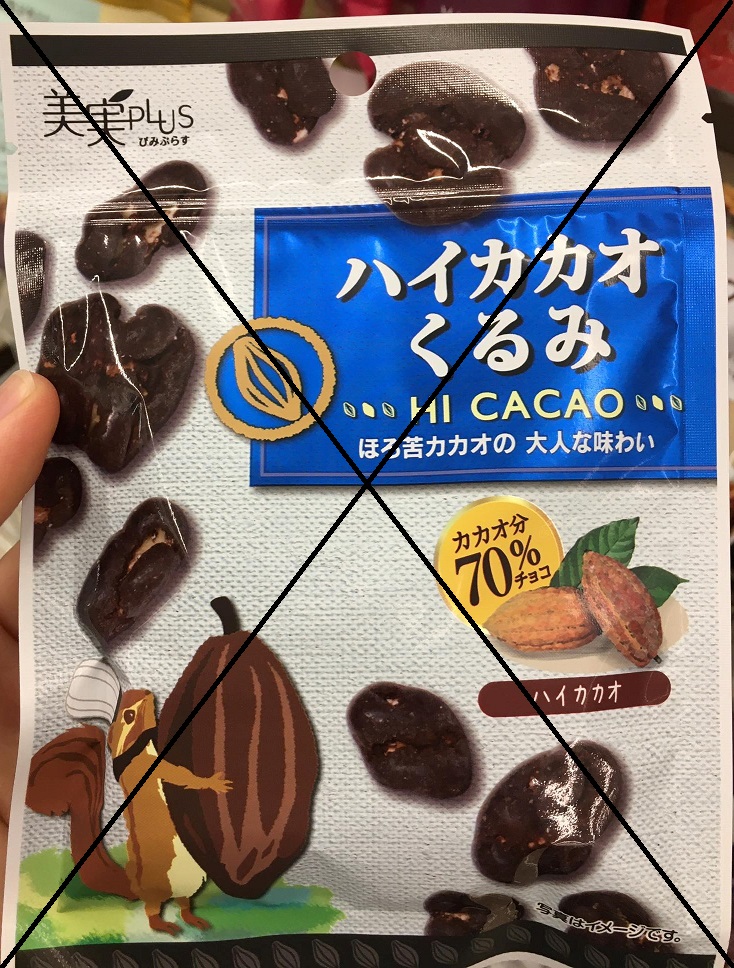 美実PLUS
びみぷらす
ハイカカオ
くるみ
HI CACAO
ほろ苦カカオの 大人な味わい
カカオ分
70%
チョコ
ハイカカオ
写真はイメージです。